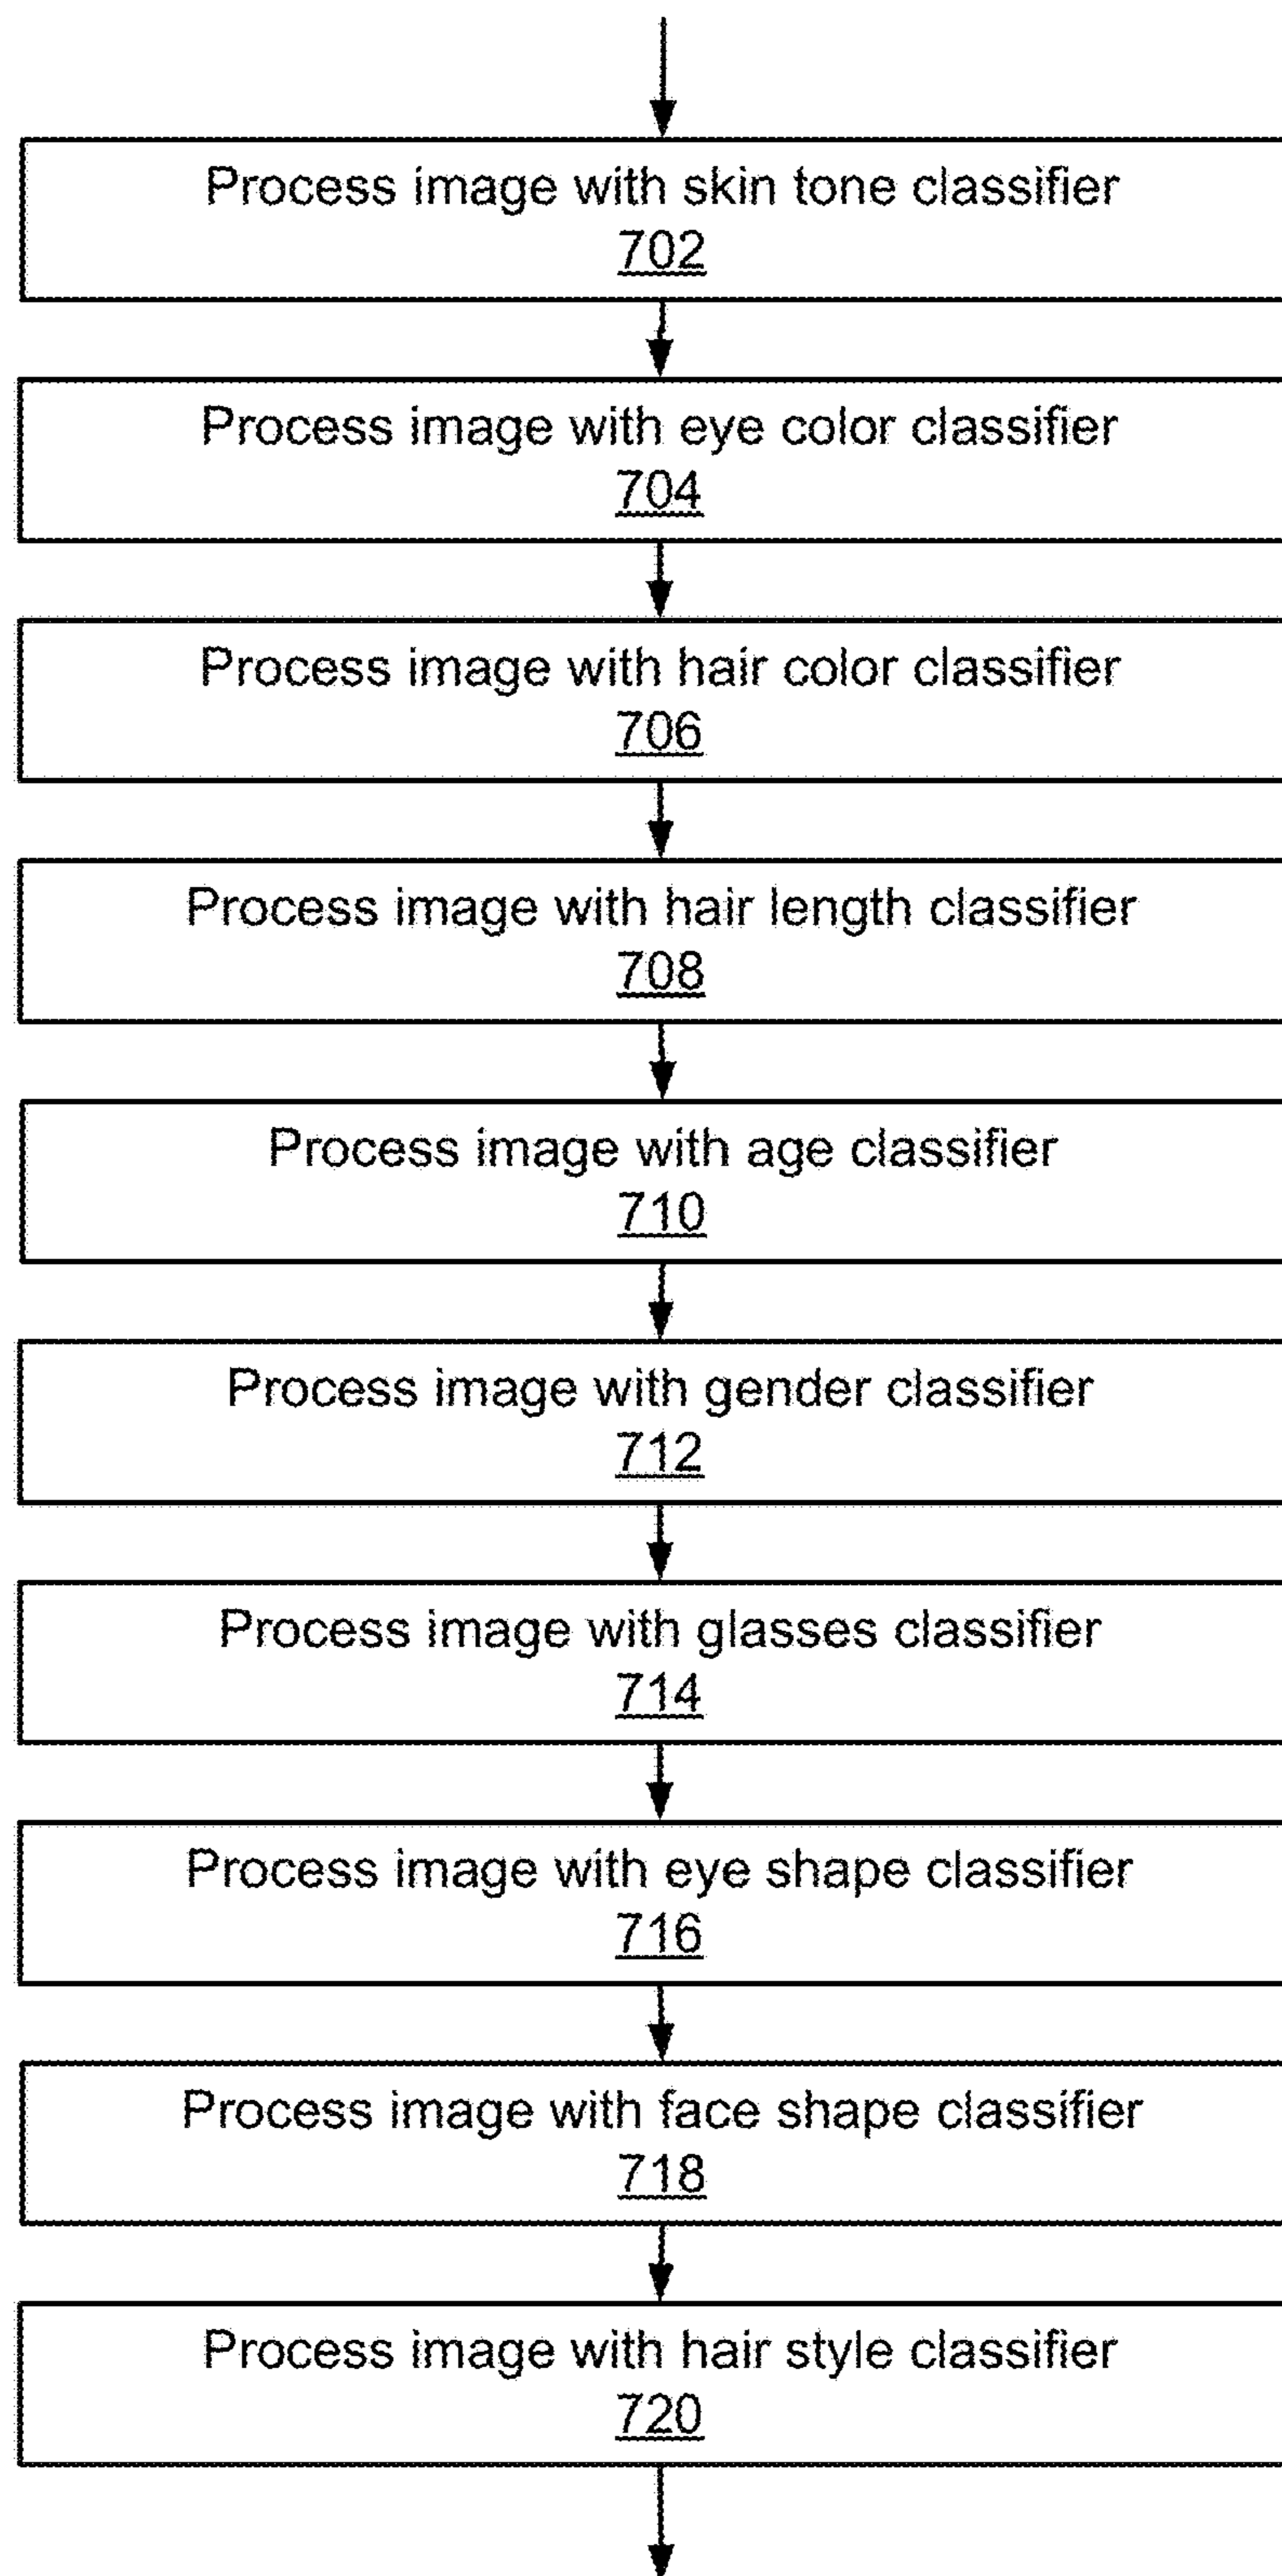 Process image with skin tone classifier
702
Process image with eye color classifier
704
Process image with hair color classifier
706
Process image with hair length classifier
708
Process image with age classifier
710
Process image with gender classifier
712
Process image with glasses classifier
714
Process image with eye shape classifier
716
Process image with face shape classifier
718
Process image with hair style classifier
720